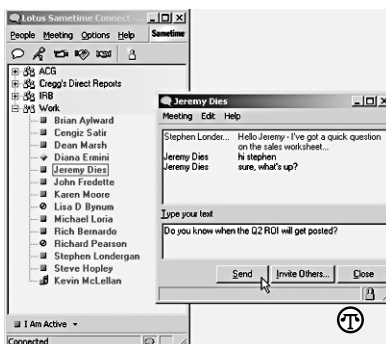 Lotus Sametime Connect
People Meeting Options Help
Sametime
ACG
Cregg's Direct Reports
IRB
Work
Brian Aylward
Cengiz Satir
Dean Marsh
Diana Ermini
Jeremy Dies
John Fredette
Karen Moore
Lisa D Bynum
Michael Loria
Rich Bernardo
Richard Pearson
Stephen Londergan
Steve Hopley
Kevin McLellan
I Am Active
Connected
Jeremy Dies
Meeting Edit Help
Stephen Londer... Hello Jeremy - I've got a quick question
on the sales worksheet...
Jeremy Dies hi stephen
Jeremy Dies sure, what's up?
Type your text
Do you know when the Q2 ROI will get posted?
Send Invite Others... Close